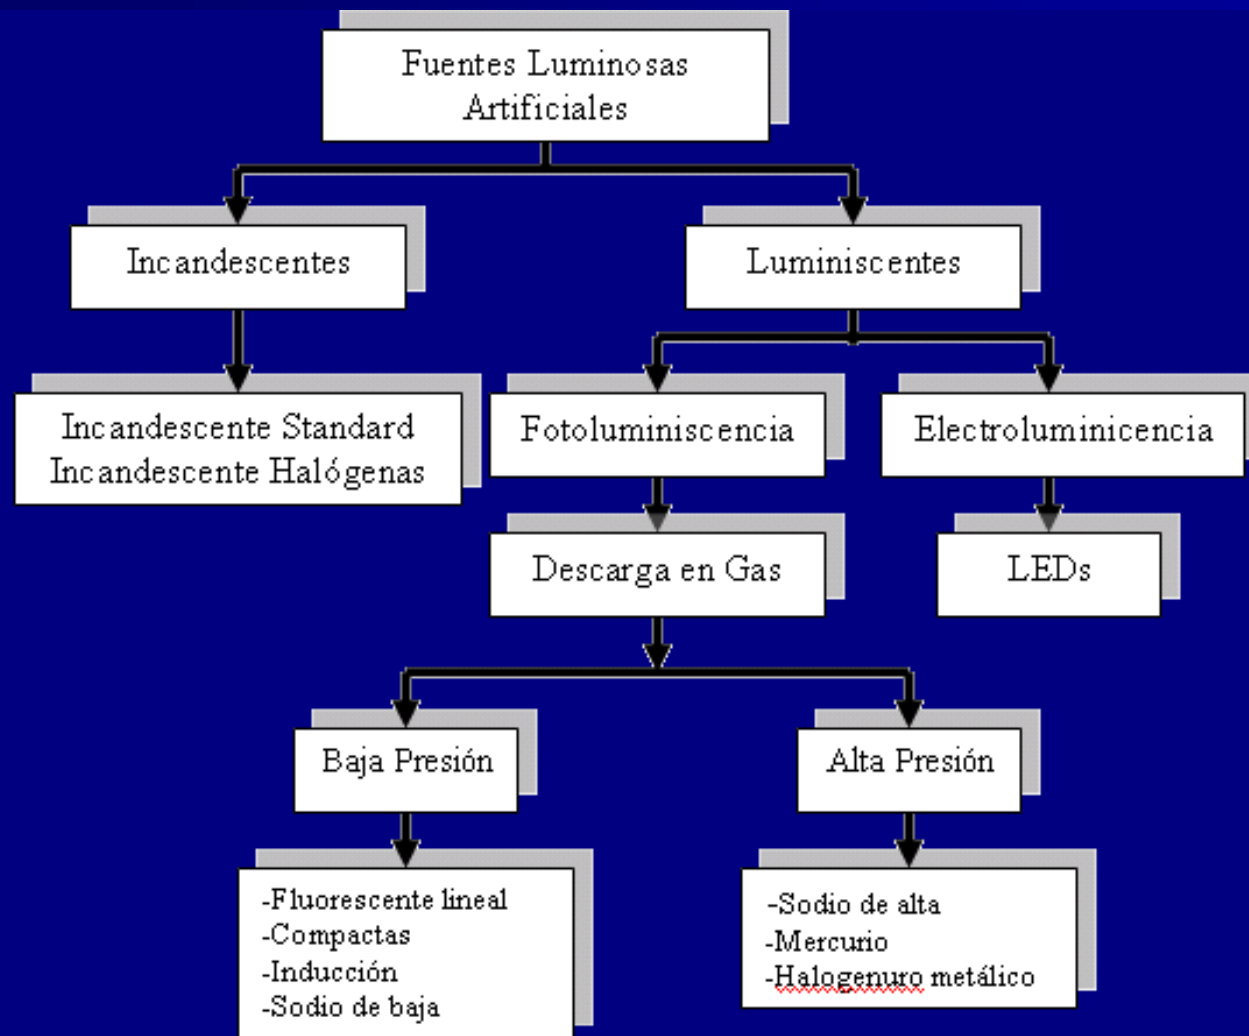 Fuentes Luminosas
Artificiales
Incandescentes
Luminiscentes
Incandescente Standard
Incandescente Halógenas
Fotoluminiscencia
Electroluminicencia
Descarga en Gas
LEDs
Baja Presión
Alta Presión
-Fluorescente lineal
-Compactas
-Inducción
-Sodio de baja
-Sodio de alta
-Mercurio
-Halogenuro metálico